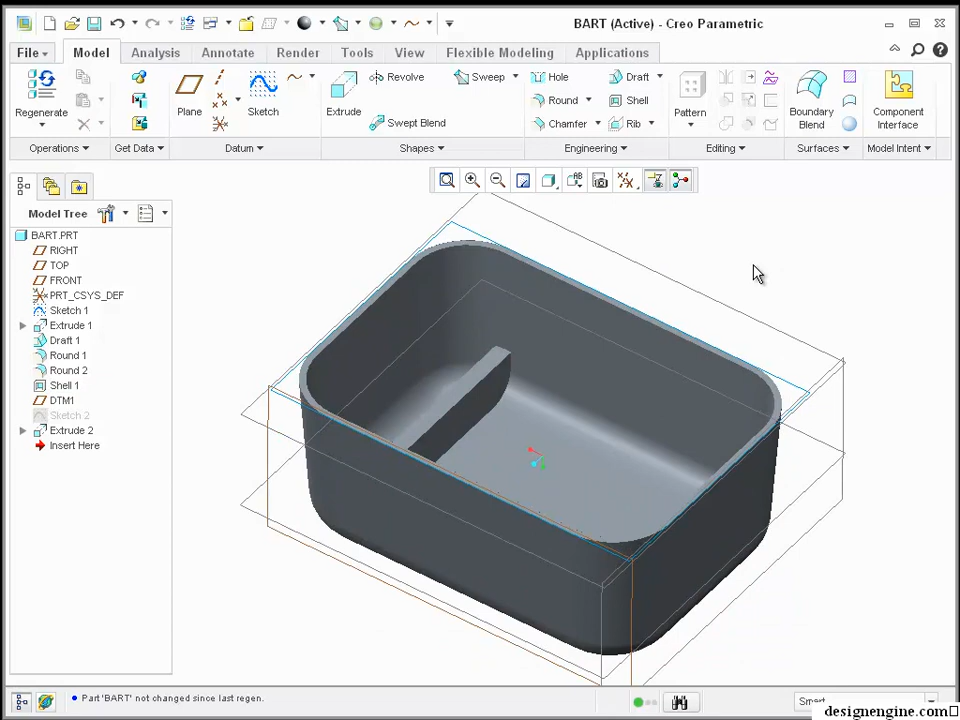 BART (Active) - Creo Parametric
File
Model
Analysis
Annotate
Render
Tools
View
Flexible Modeling
Applications
Regenerate
Operations
Get Data
Plane
Sketch
Datum
Extrude
Revolve
Sweep
Swept Blend
Shapes
Hole
Draft
Round
Shell
Chamfer
Rib
Engineering
Pattern
Editing
Boundary
Blend
Surfaces
Component
Interface
Model Intent
Model Tree
BART.PRT
RIGHT
TOP
FRONT
PRT_CSYS_DEF
Sketch 1
Extrude 1
Draft 1
Round 1
Round 2
Shell 1
DTM1
Sketch 2
Extrude 2
Insert Here
Part 'BART' not changed since last regen.
designengine.com